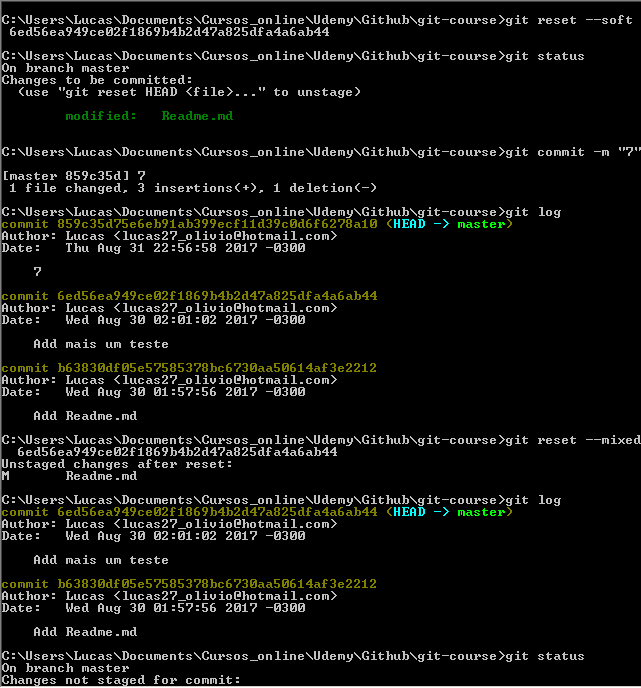 C:\Users\Lucas\Documents\Cursos_online\Udemy\Github\git-course>git reset --soft
 6ed56ea949ce02f1869b4b2d47a825dfa4a6ab44
C:\Users\Lucas\Documents\Cursos_online\Udemy\Github\git-course>git status
On branch master
Changes to be committed:
  (use "git reset HEAD <file>..." to unstage)
        modified:   Readme.md
C:\Users\Lucas\Documents\Cursos_online\Udemy\Github\git-course>git commit -m "7"
[master 859c35d] 7
 1 file changed, 3 insertions(+), 1 deletion(-)
C:\Users\Lucas\Documents\Cursos_online\Udemy\Github\git-course>git log
commit 859c35d75e6eb91ab399ecf11d39c0d6f6278a10 (HEAD -> master)
Author: Lucas <lucas27_olivio@hotmail.com>
Date:   Thu Aug 31 22:56:58 2017 -0300
    7
commit 6ed56ea949ce02f1869b4b2d47a825dfa4a6ab44
Author: Lucas <lucas27_olivio@hotmail.com>
Date:   Wed Aug 30 02:01:02 2017 -0300
    Add mais um teste
commit b63830df05e57585378bc6730aa50614af3e2212
Author: Lucas <lucas27_olivio@hotmail.com>
Date:   Wed Aug 30 01:57:56 2017 -0300
    Add Readme.md
C:\Users\Lucas\Documents\Cursos_online\Udemy\Github\git-course>git reset --mixed
  6ed56ea949ce02f1869b4b2d47a825dfa4a6ab44
Unstaged changes after reset:
M       Readme.md
C:\Users\Lucas\Documents\Cursos_online\Udemy\Github\git-course>git log
commit 6ed56ea949ce02f1869b4b2d47a825dfa4a6ab44 (HEAD -> master)
Author: Lucas <lucas27_olivio@hotmail.com>
Date:   Wed Aug 30 02:01:02 2017 -0300
    Add mais um teste
commit b63830df05e57585378bc6730aa50614af3e2212
Author: Lucas <lucas27_olivio@hotmail.com>
Date:   Wed Aug 30 01:57:56 2017 -0300
    Add Readme.md
C:\Users\Lucas\Documents\Cursos_online\Udemy\Github\git-course>git status
On branch master
Changes not staged for commit: